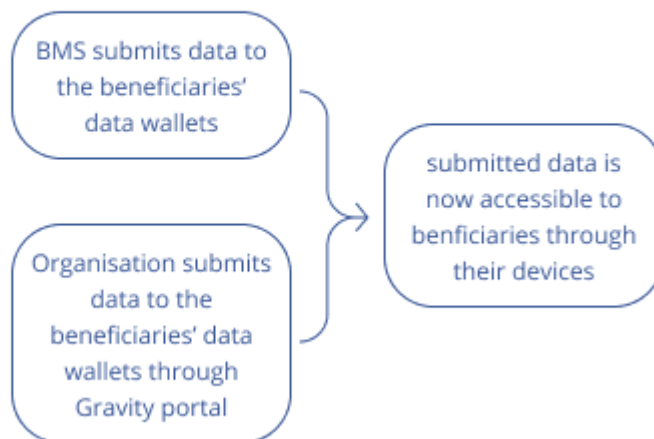 BMS submits data to
the beneficiaries‘
data wallets
Organisation submits
data to the
beneficiaries‘ data
wallets through
Gravity portal
submitted data is
now accessible to
benficiaries through
their devices